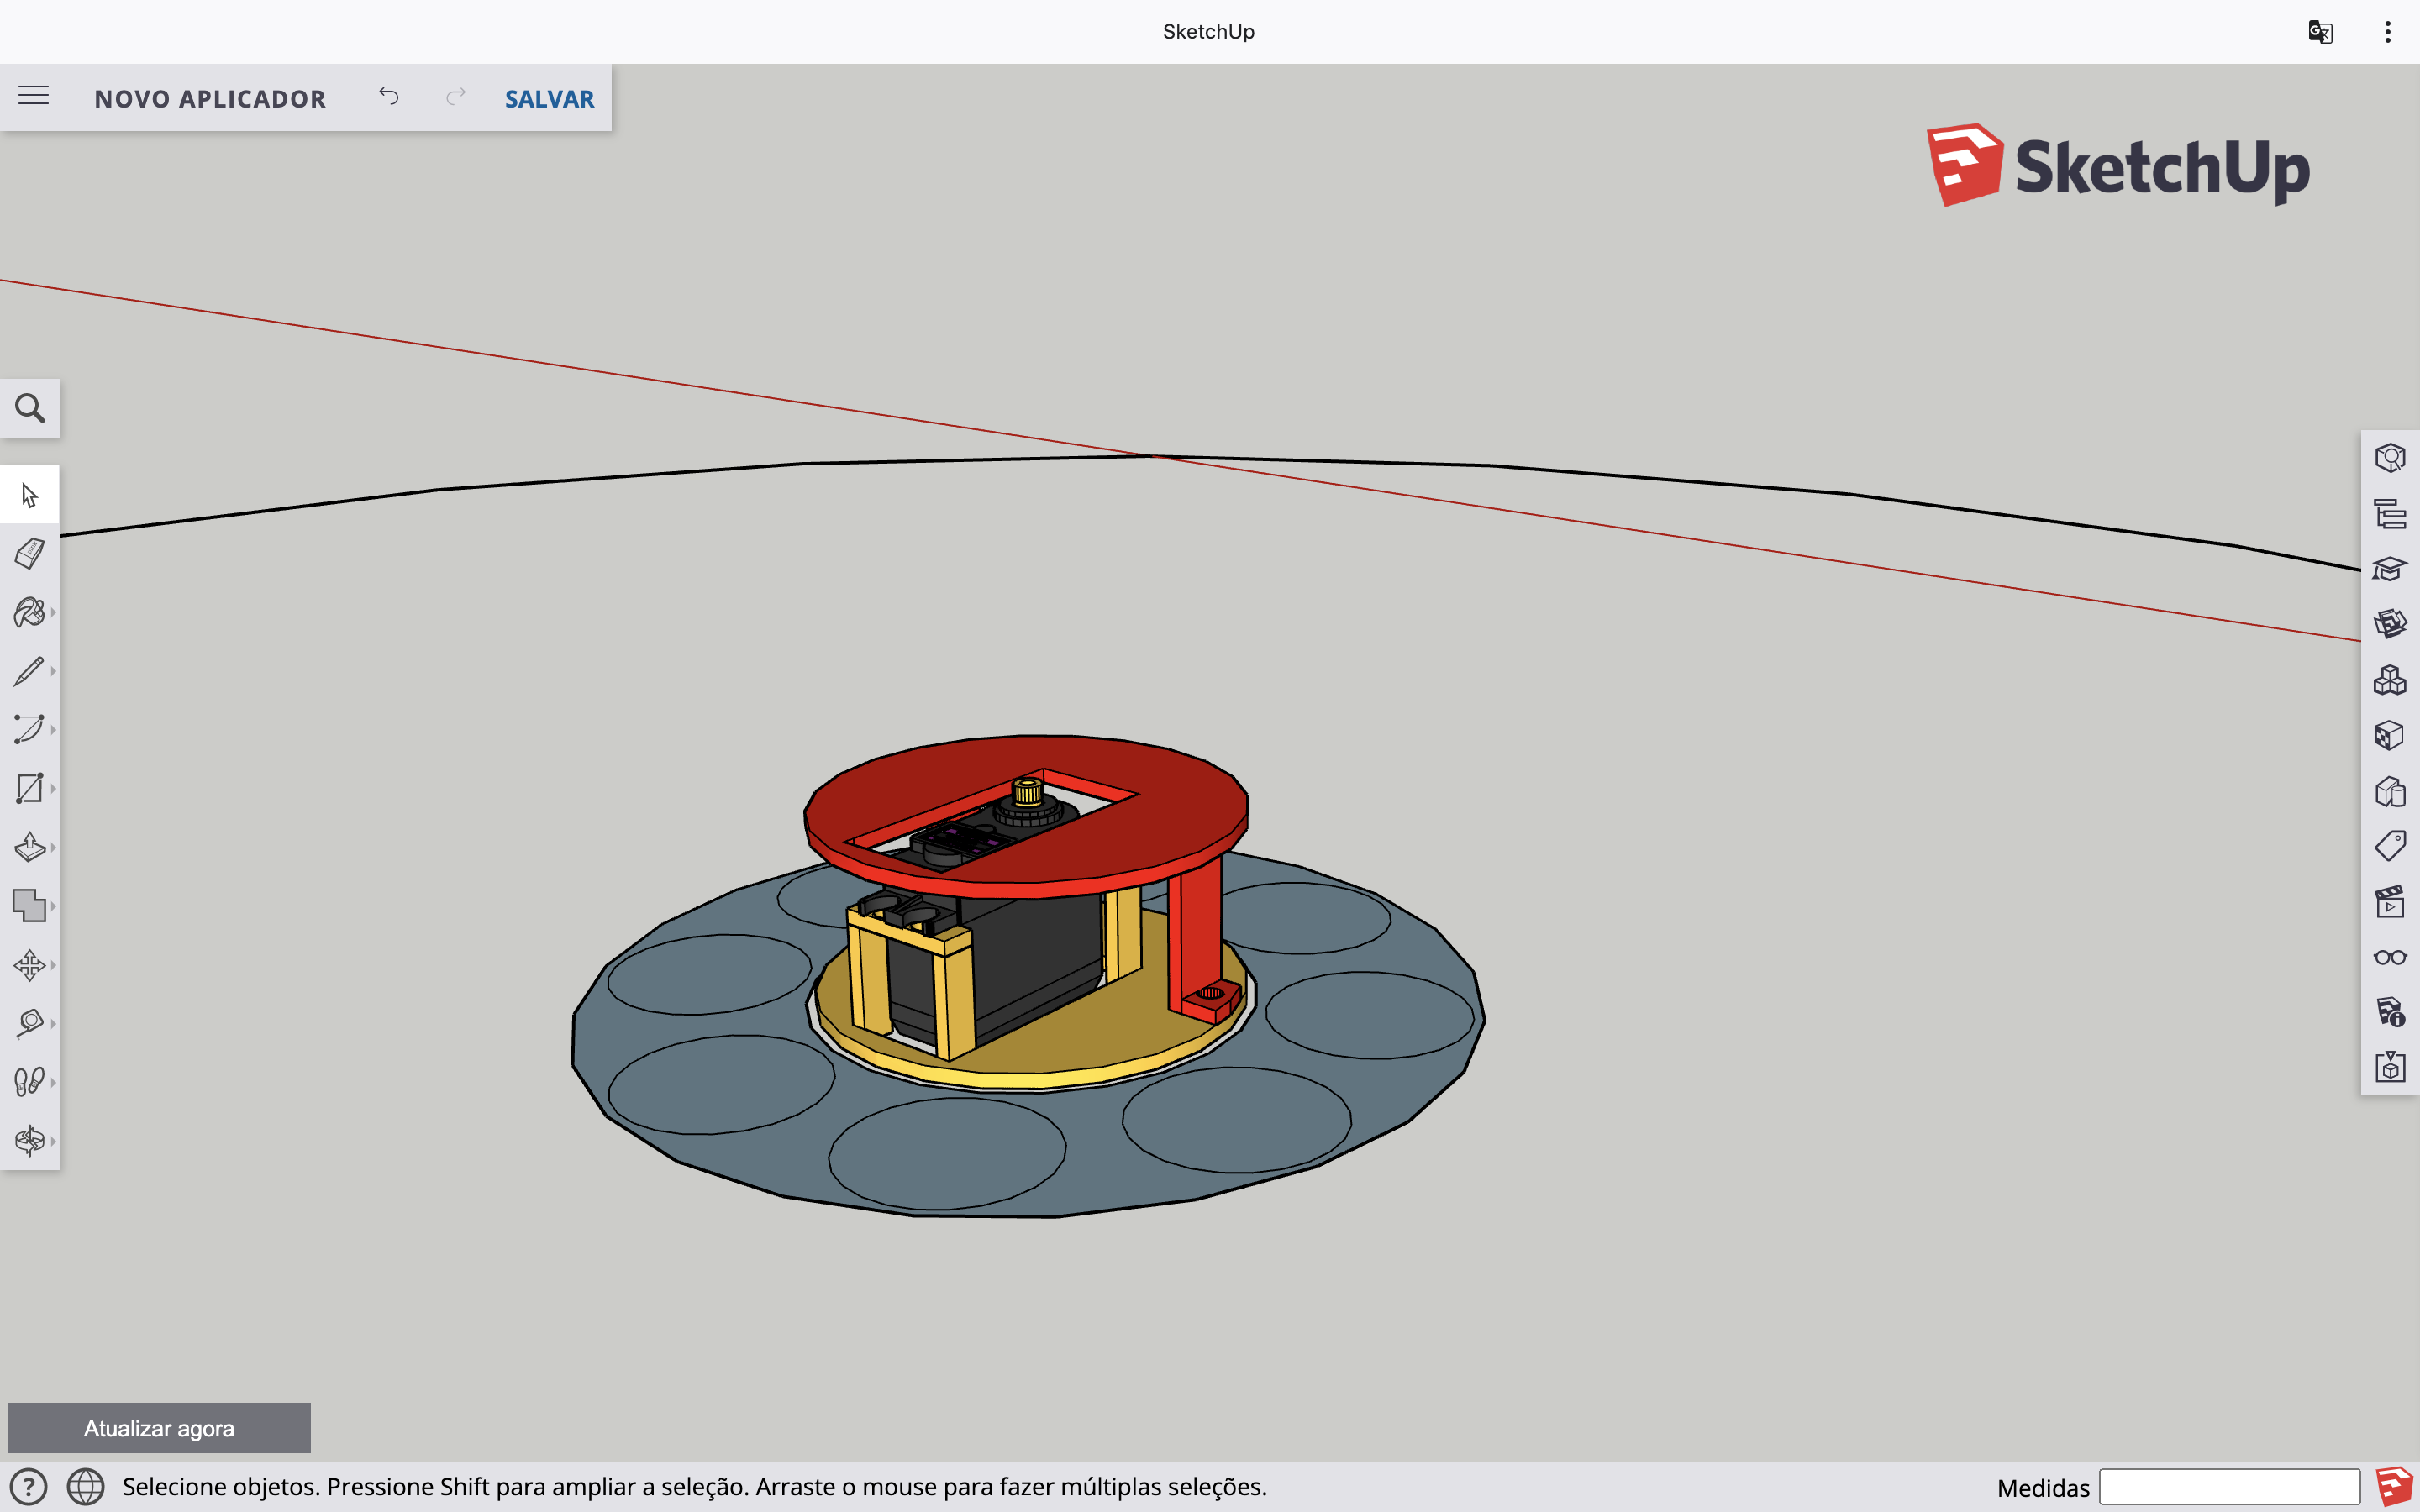 SketchUp
NOVO APLICADOR
SALVAR
SketchUp
Atualizar agora
Selecione objetos. Pressione Shift para ampliar a seleção. Arraste o mouse para fazer múltiplas seleções.
Medidas